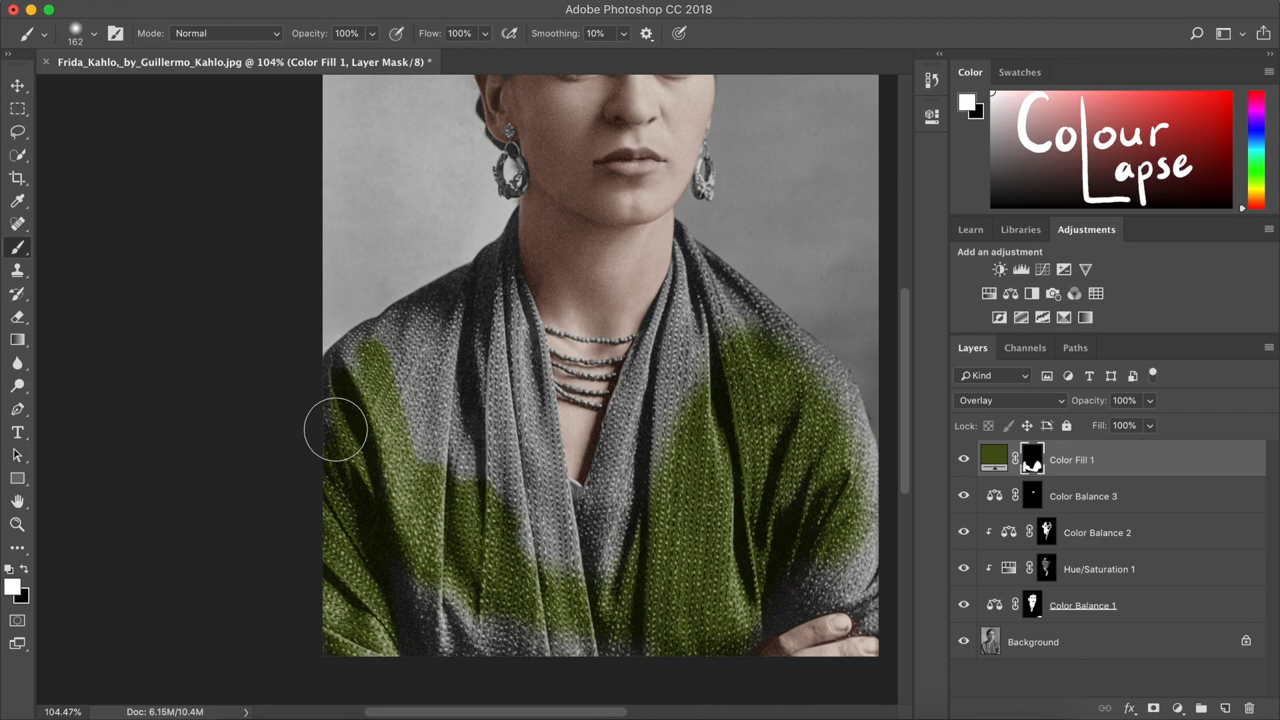 Adobe Photoshop CC 2018
162
Mode: Normal
Opacity: 100%
Flow: 100%
Smoothing: 10%
Frida_Kahlo,_by_Guillermo_Kahlo.jpg @ 104% (Color Fill 1, Layer Mask/8) *
Color
Swatches
Colour
Lapse
Learn
Libraries
Adjustments
Add an adjustment
Layers
Channels
Paths
Kind
Overlay
Opacity: 100%
Lock:
Fill: 100%
Color Fill 1
Color Balance 3
Color Balance 2
Hue/Saturation 1
Color Balance 1
Background
104.47%
Doc: 6.15M/10.4M